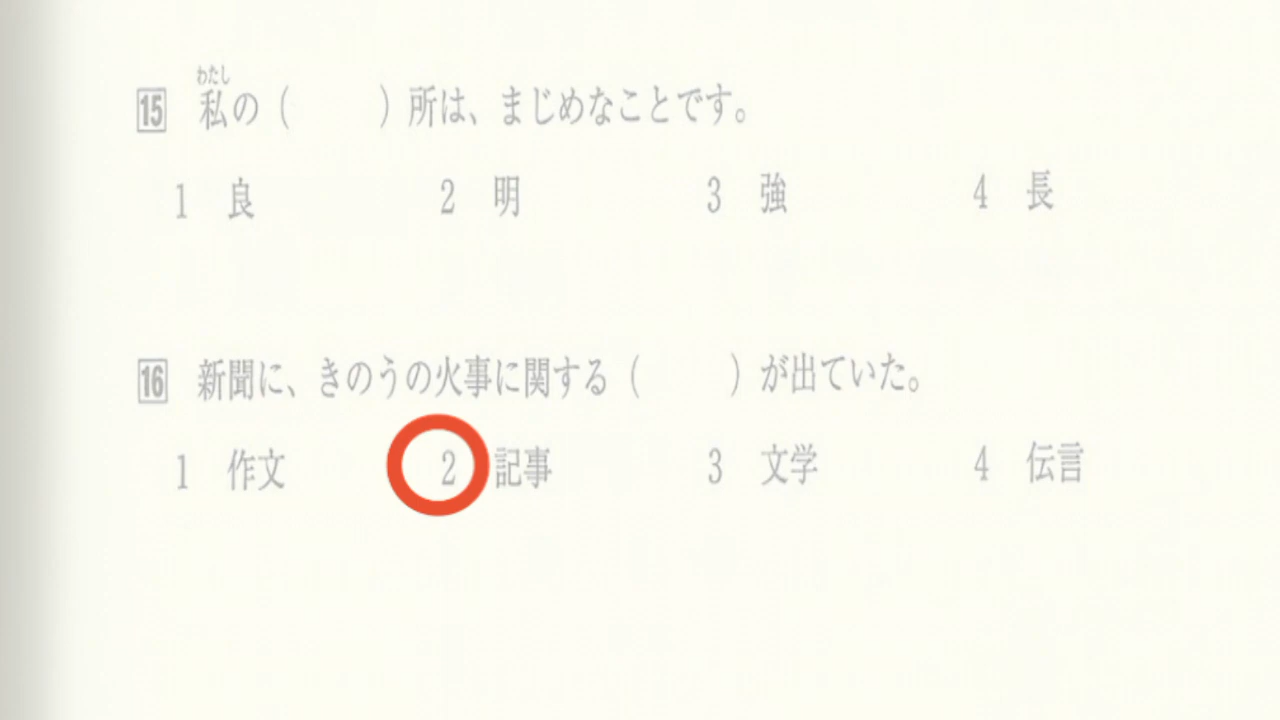 わたし
15 私の（　　　）所は、まじめなことです。
1 良　2 明　3 強　4 長
16 新聞に、きのうの火事に関する（　　　）が出ていた。
1 作文　2 記事　3 文学　4 伝言